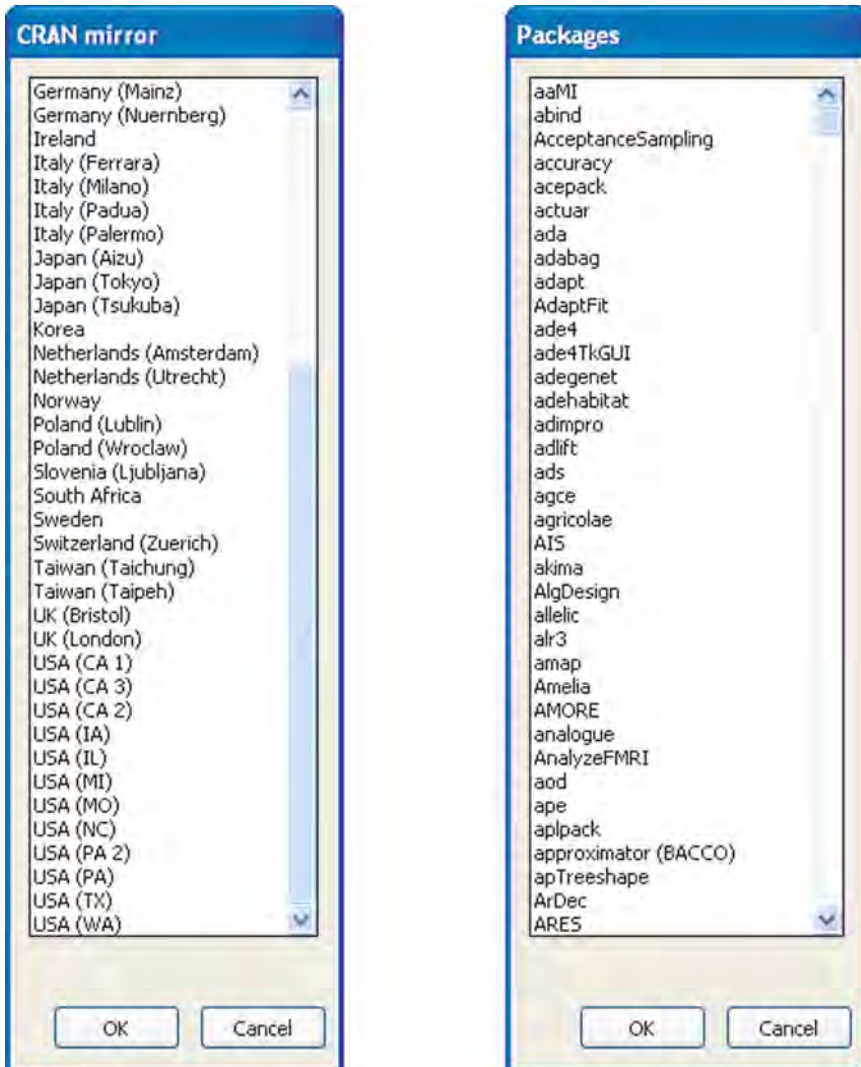 CRAN mirror
Germany (Mainz)
Germany (Nuernberg)
Ireland
Italy (Ferrara)
Italy (Milano)
Italy (Padua)
Italy (Palermo)
Japan (Aizu)
Japan (Tokyo)
Japan (Tsukuba)
Korea
Netherlands (Amsterdam)
Netherlands (Utrecht)
Norway
Poland (Lublin)
Poland (Wroclaw)
Slovenia (Ljubljana)
South Africa
Sweden
Switzerland (Zuerich)
Taiwan (Taichung)
Taiwan (Taipeh)
UK (Bristol)
UK (London)
USA (CA 1)
USA (CA 3)
USA (CA 2)
USA (IA)
USA (IL)
USA (MI)
USA (MO)
USA (NC)
USA (PA 2)
USA (PA)
USA (TX)
USA (WA)
OK
Cancel
Packages
aaMI
abind
AcceptanceSampling
accuracy
acepack
actuar
ada
adabag
adapt
AdaptFit
ade4
ade4TkGUI
adegenet
adehabitat
adimpro
adlift
ads
agce
agricolae
AIS
akima
AlgDesign
allelic
alr3
amap
Amelia
AMORE
analogue
AnalyzeFMRI
aod
ape
aplpack
approximator (BACCO)
apTreeshape
ArDec
ARES
OK
Cancel